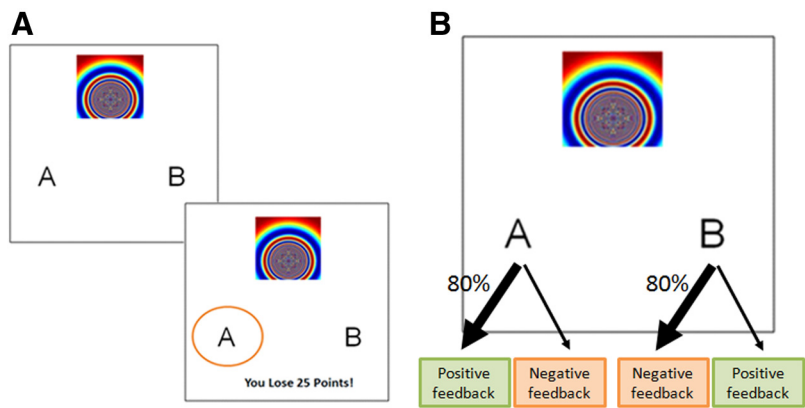 A
A B
A B
You Lose 25 Points!
B
A B
80% 80%
Positive feedback
Negative feedback
Negative feedback
Positive feedback